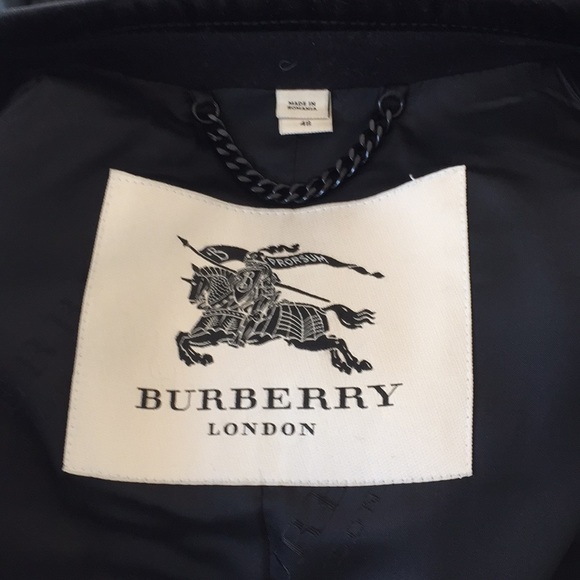 MADE IN
ROMANIA
48
PRORSUM
B
BURBERRY
LONDON